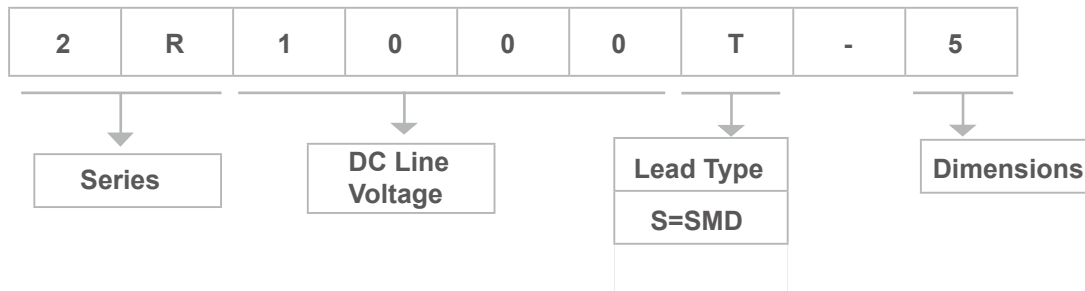 2 R 1 0 0 0 T - 5
Series
DC Line
Voltage
Lead Type
S=SMD
Dimensions